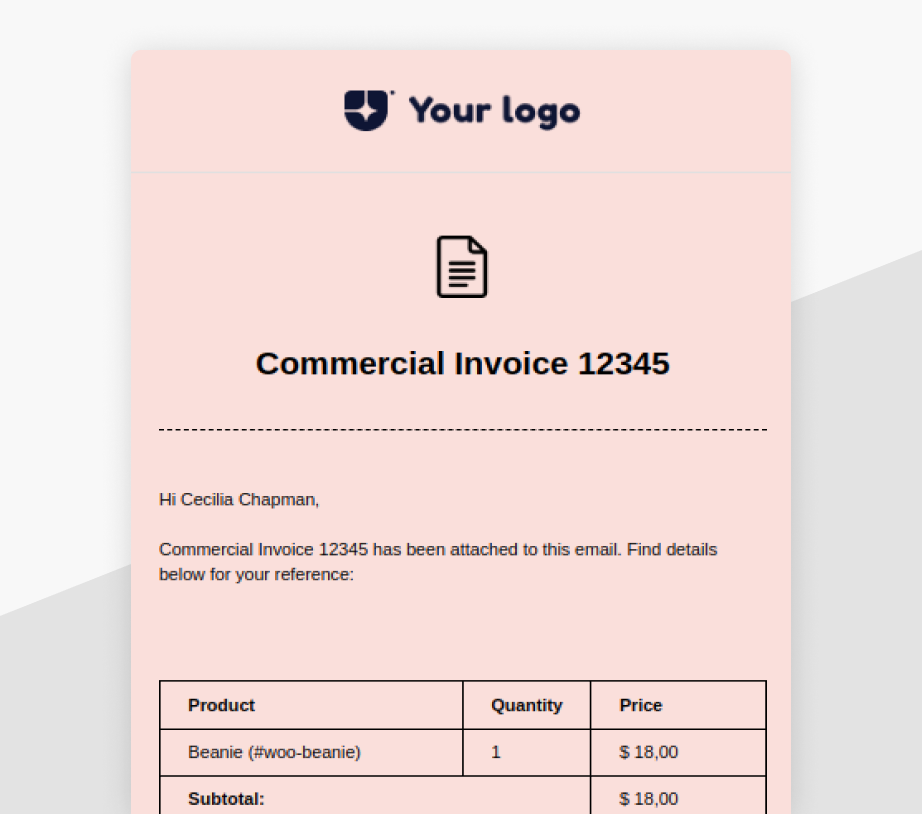 Your logo
Commercial Invoice 12345
Hi Cecilia Chapman,
Commercial Invoice 12345 has been attached to this email. Find details
below for your reference:
Product Quantity Price
Beanie (#woo-beanie) 1 $ 18,00
Subtotal: $ 18,00